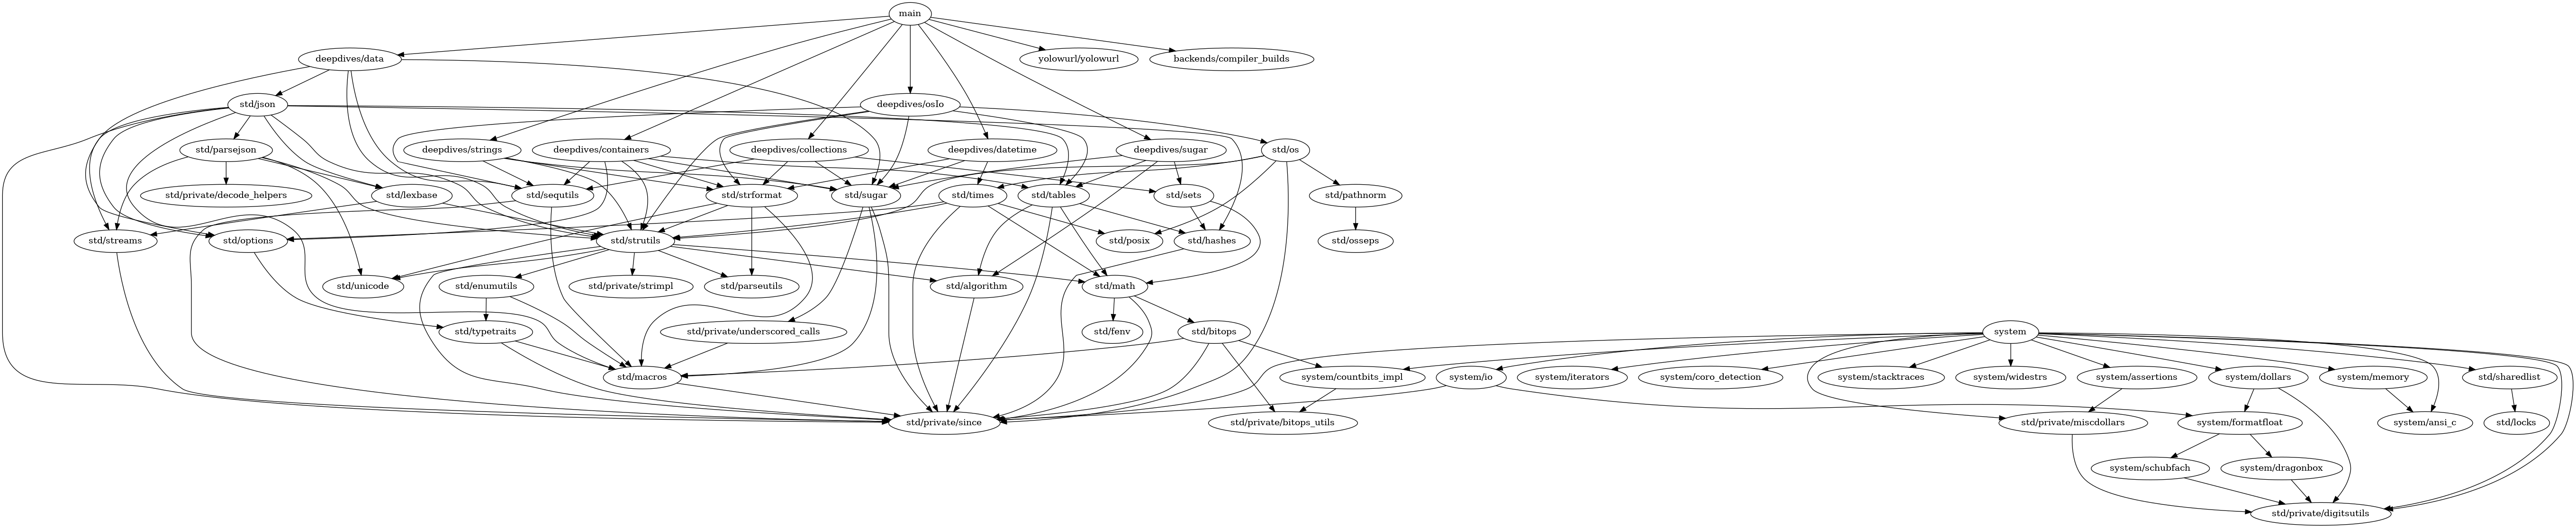 main
deepdives/data
yolowurl/yolowurl
backends/compiler_builds
std/json
deepdives/oslo
std/parsejson
deepdives/strings
deepdives/containers
deepdives/collections
deepdives/datetime
deepdives/sugar
std/os
std/private/decode_helpers
std/lexbase
std/sequtils
std/strformat
std/sugar
std/times
std/tables
std/sets
std/pathnorm
std/streams
std/options
std/strutils
std/posix
std/hashes
std/osseps
std/unicode
std/enumutils
std/private/strimpl
std/parseutils
std/algorithm
std/math
std/typetraits
std/private/underscored_calls
std/fenv
std/bitops
system
std/macros
system/countbits_impl
system/io
system/iterators
system/coro_detection
system/stacktraces
system/widestrs
system/assertions
system/dollars
system/memory
std/sharedlist
std/private/since
std/private/bitops_utils
std/private/miscdollars
system/formatfloat
system/ansi_c
std/locks
system/schubfach
system/dragonbox
std/private/digitsutils